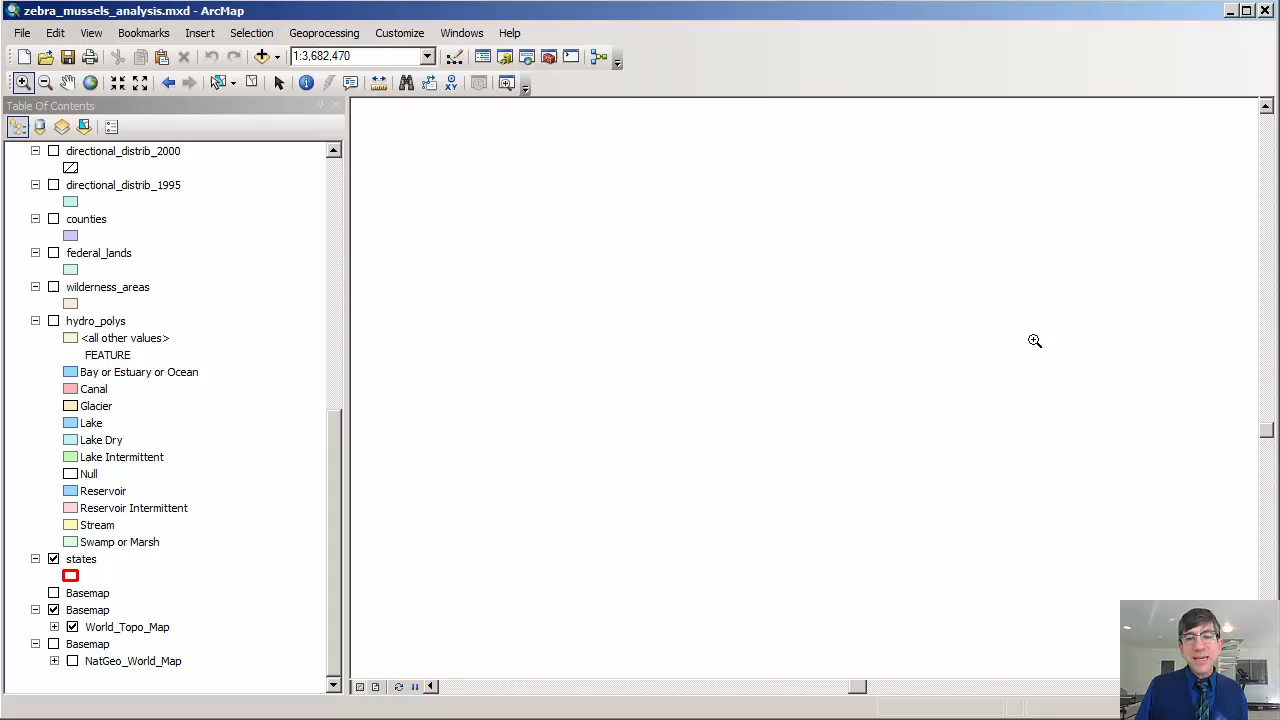 zebra_mussels_analysis.mxd - ArcMap
File Edit View Bookmarks Insert Selection Geoprocessing Customize Windows Help
1:3,682,470
Table Of Contents
directional_distrib_2000
directional_distrib_1995
counties
federal_lands
wilderness_areas
hydro_polys
<all other values>
FEATURE
Bay or Estuary or Ocean
Canal
Glacier
Lake
Lake Dry
Lake Intermittent
Null
Reservoir
Reservoir Intermittent
Stream
Swamp or Marsh
states
Basemap
Basemap
World_Topo_Map
Basemap
NatGeo_World_Map